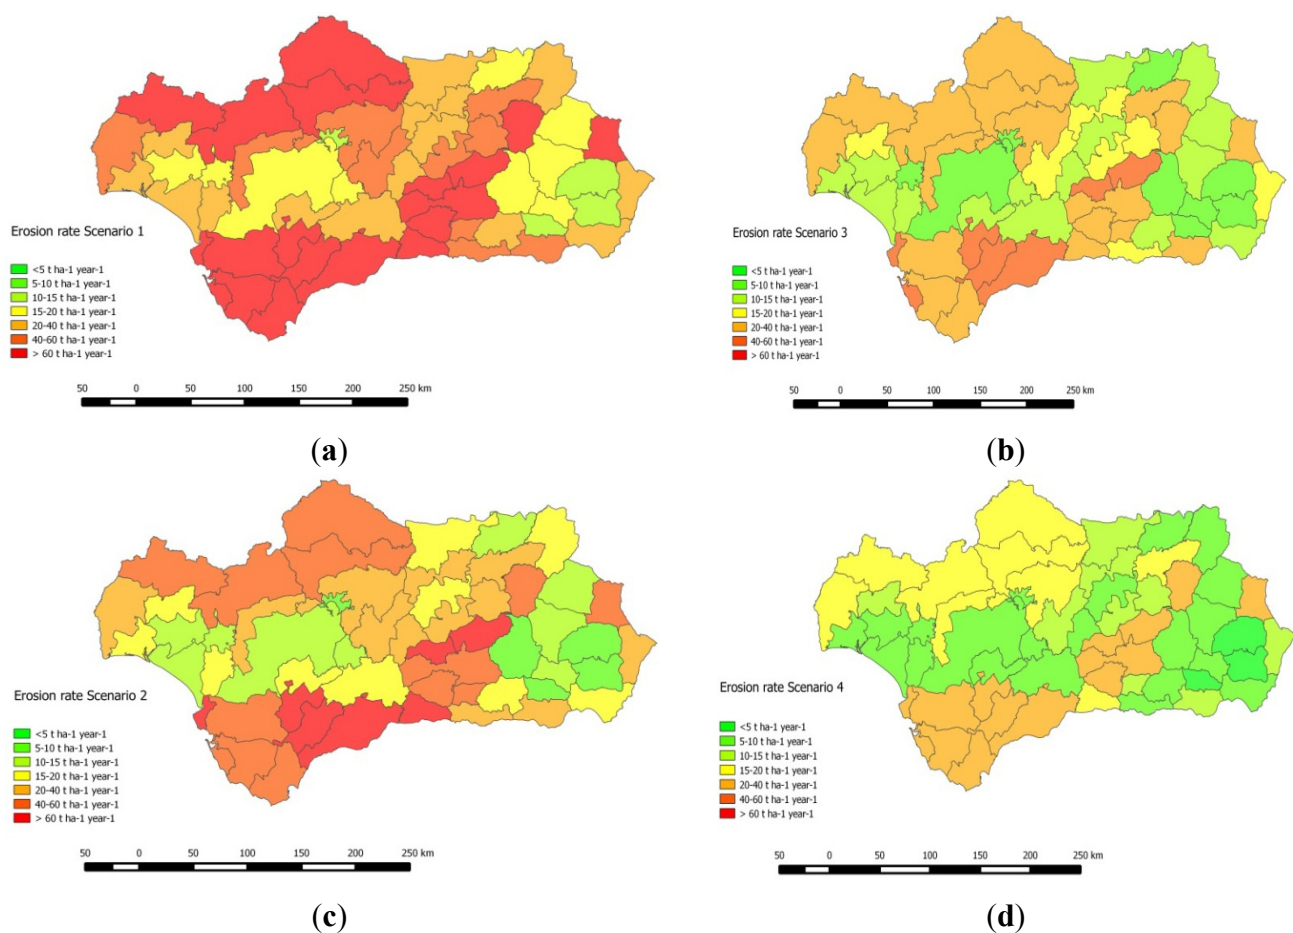 Erosion rate Scenario 1
<5 t ha-1 year-1
5-10 t ha-1 year-1
10-15 t ha-1 year-1
15-20 t ha-1 year-1
20-40 t ha-1 year-1
40-60 t ha-1 year-1
> 60 t ha-1 year-1
50 0 50 100 150 200 250 km
(a)
Erosion rate Scenario 3
<5 t ha-1 year-1
5-10 t ha-1 year-1
10-15 t ha-1 year-1
15-20 t ha-1 year-1
20-40 t ha-1 year-1
40-60 t ha-1 year-1
> 60 t ha-1 year-1
50 0 50 100 150 200 250 km
(b)
Erosion rate Scenario 2
<5 t ha-1 year-1
5-10 t ha-1 year-1
10-15 t ha-1 year-1
15-20 t ha-1 year-1
20-40 t ha-1 year-1
40-60 t ha-1 year-1
> 60 t ha-1 year-1
50 0 50 100 150 200 250 km
(c)
Erosion rate Scenario 4
<5 t ha-1 year-1
5-10 t ha-1 year-1
10-15 t ha-1 year-1
15-20 t ha-1 year-1
20-40 t ha-1 year-1
40-60 t ha-1 year-1
> 60 t ha-1 year-1
50 0 50 100 150 200 250 km
(d)